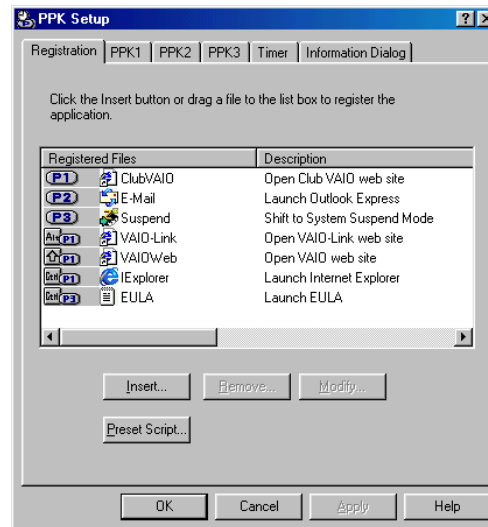 PPK Setup
Registration PPK1 PPK2 PPK3 Timer Information Dialog
Click the Insert button or drag a file to the list box to register the
application.
Registered Files Description
P1 ClubVAIO Open Club VAIO web site
P2 E-Mail Launch Outlook Express
P3 Suspend Shift to System Suspend Mode
Alt P1 VAIO-Link Open VAIO-Link web site
P1 VAIOWeb Open VAIO web site
Ctrl P1 IExplorer Launch Internet Explorer
Ctrl P3 EULA Launch EULA
Insert... Remove... Modify...
Preset Script...
OK Cancel Apply Help